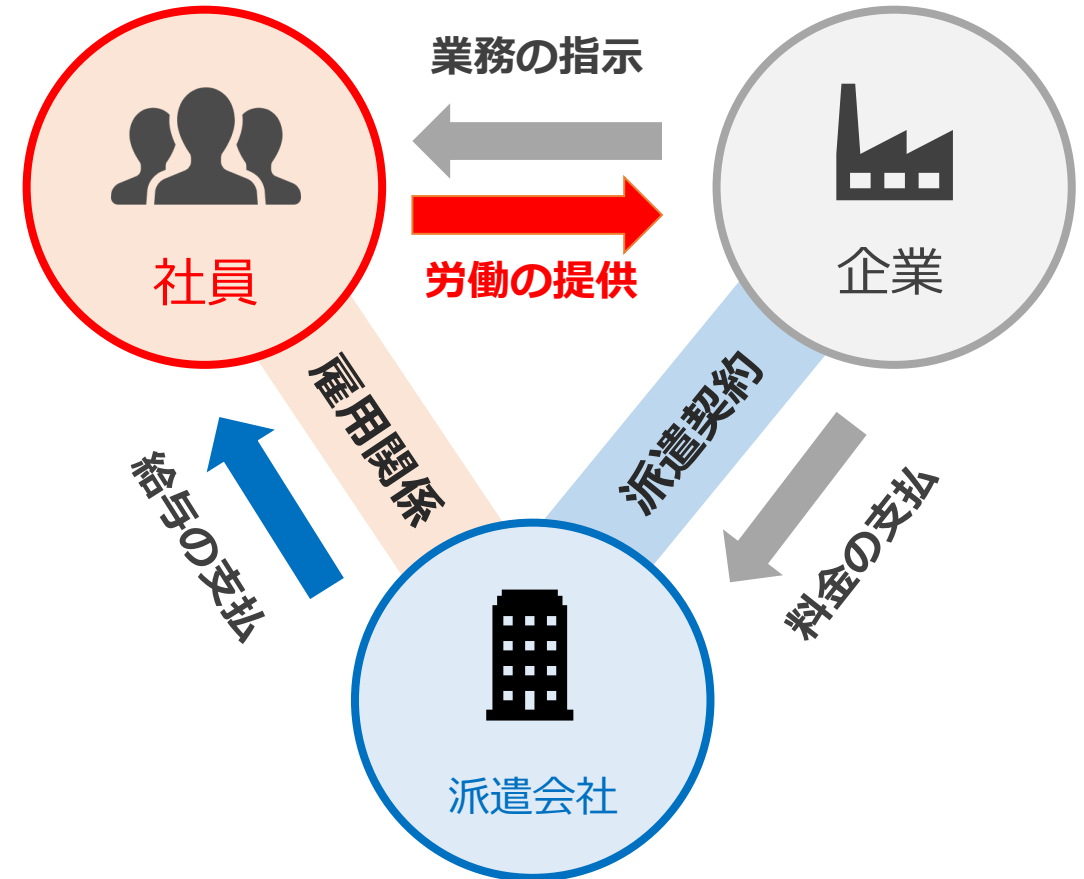 業務の指示
社員
企業
労働の提供
雇用関係
派遣契約
給与の支払
料金の支払
派遣会社